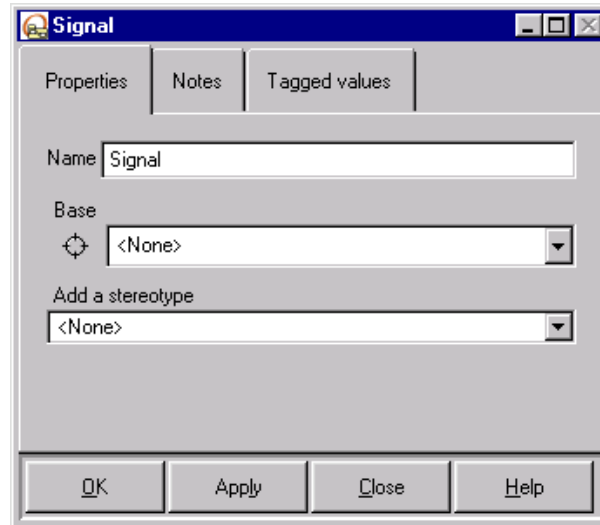 Signal
Properties Notes Tagged values
Name Signal
Base
<None>
Add a stereotype
<None>
OK Apply Close Help